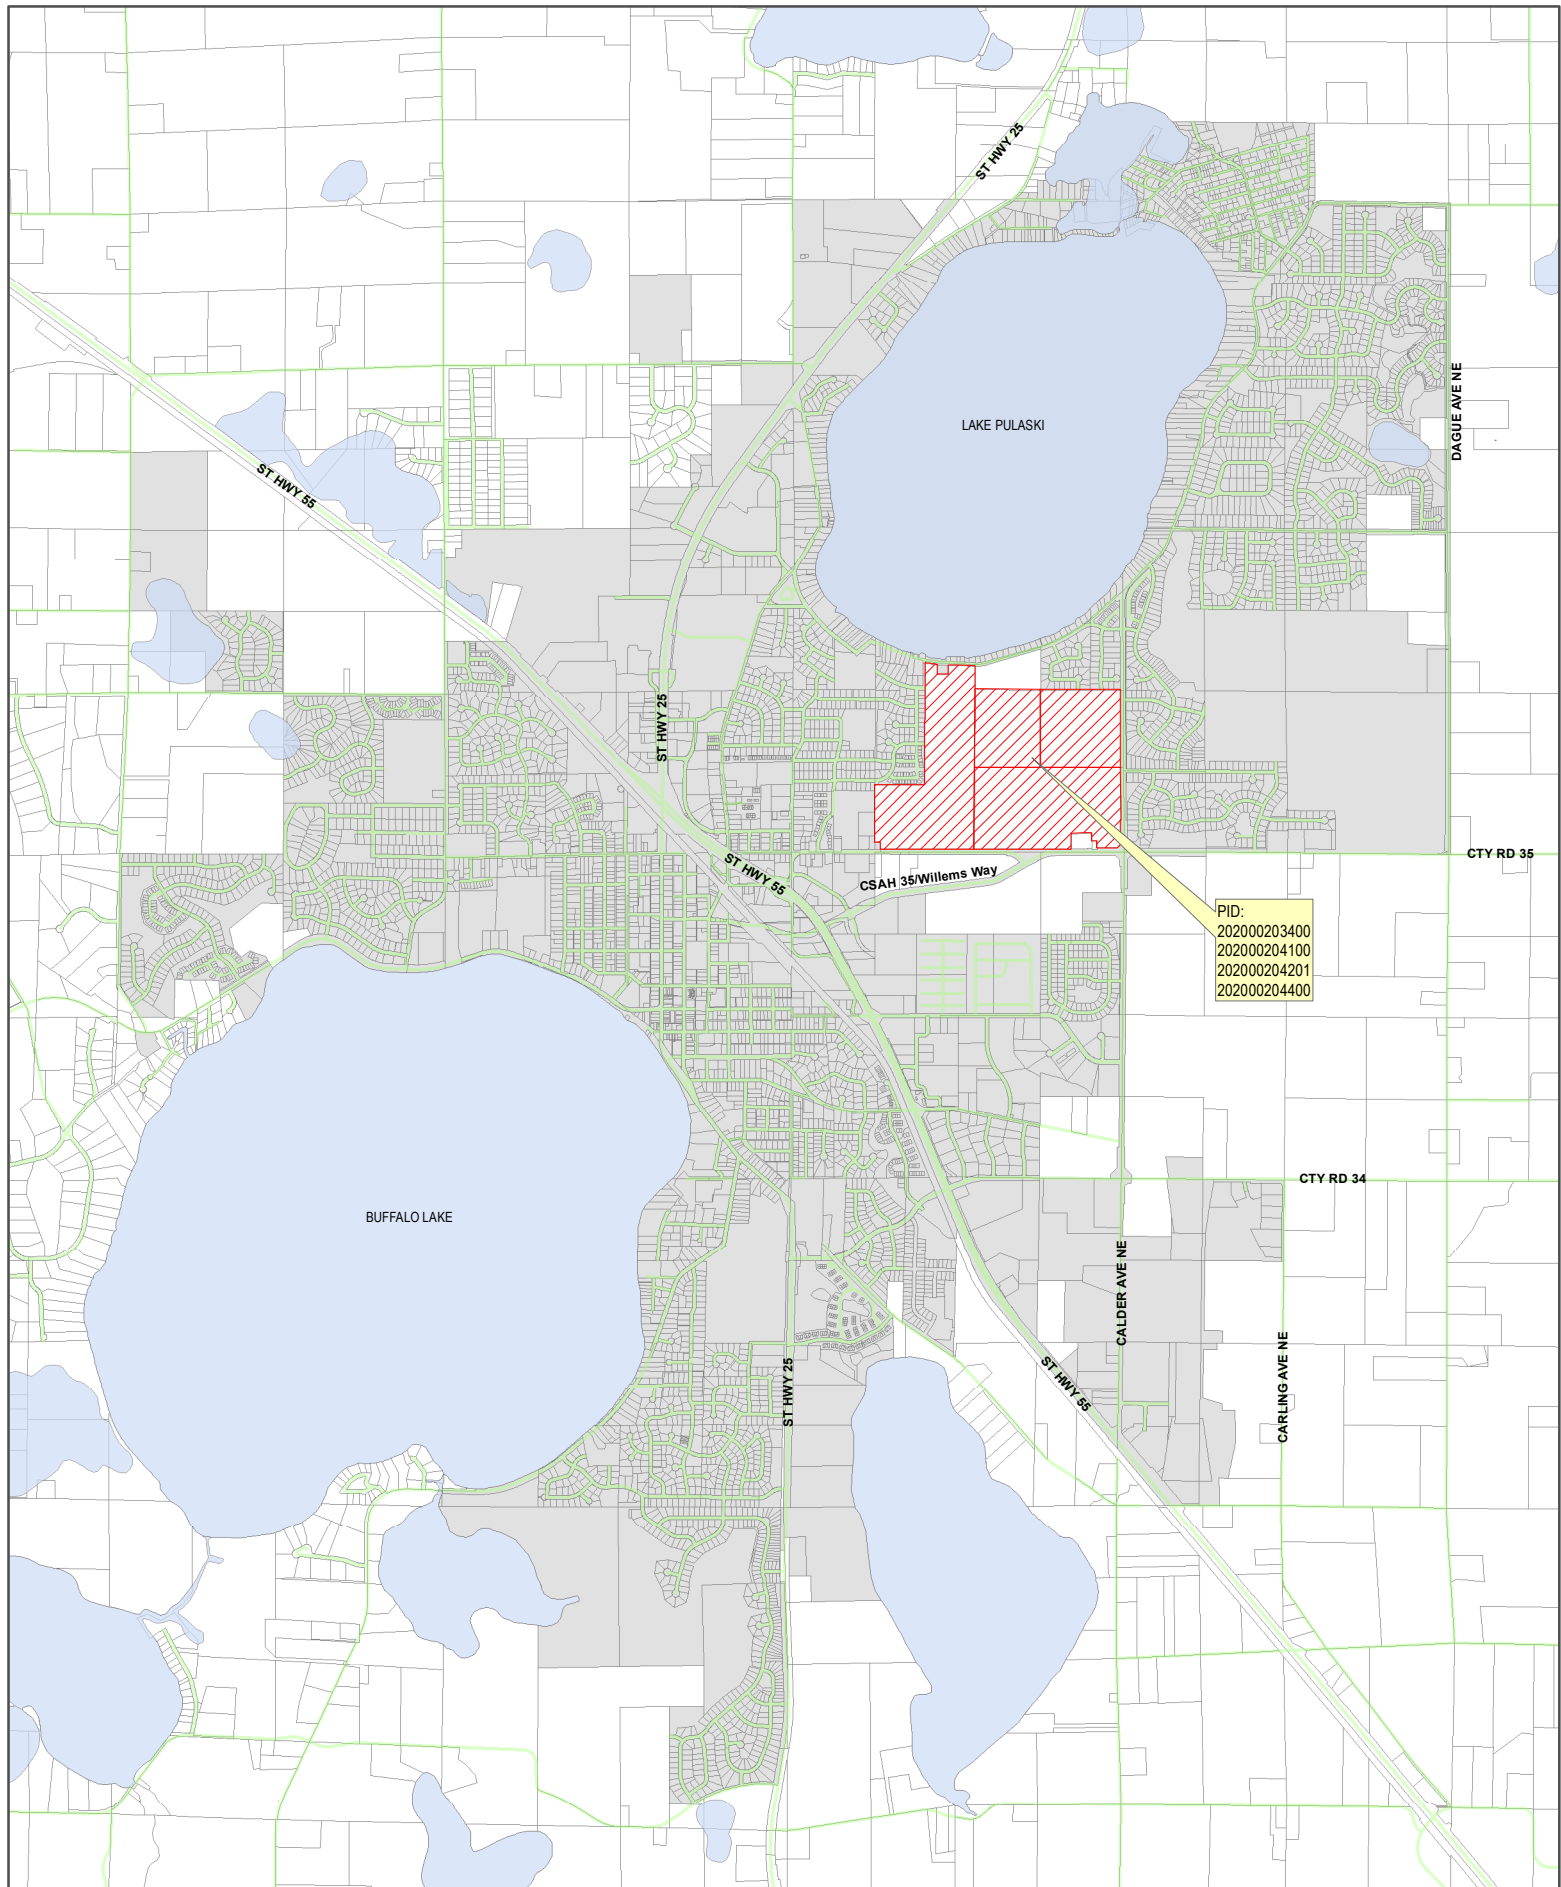 ST HWY 25
DAGUE AVE NE
LAKE PULASKI
ST HWY 55
ST HWY 25
ST HWY 55
CTY RD 35
CSAH 35/Willems Way
PID:
202000203400
202000204100
202000204201
202000204400
CTY RD 34
BUFFALO LAKE
CALDER AVE NE
CARLING AVE NE
ST HWY 25
ST HWY 55